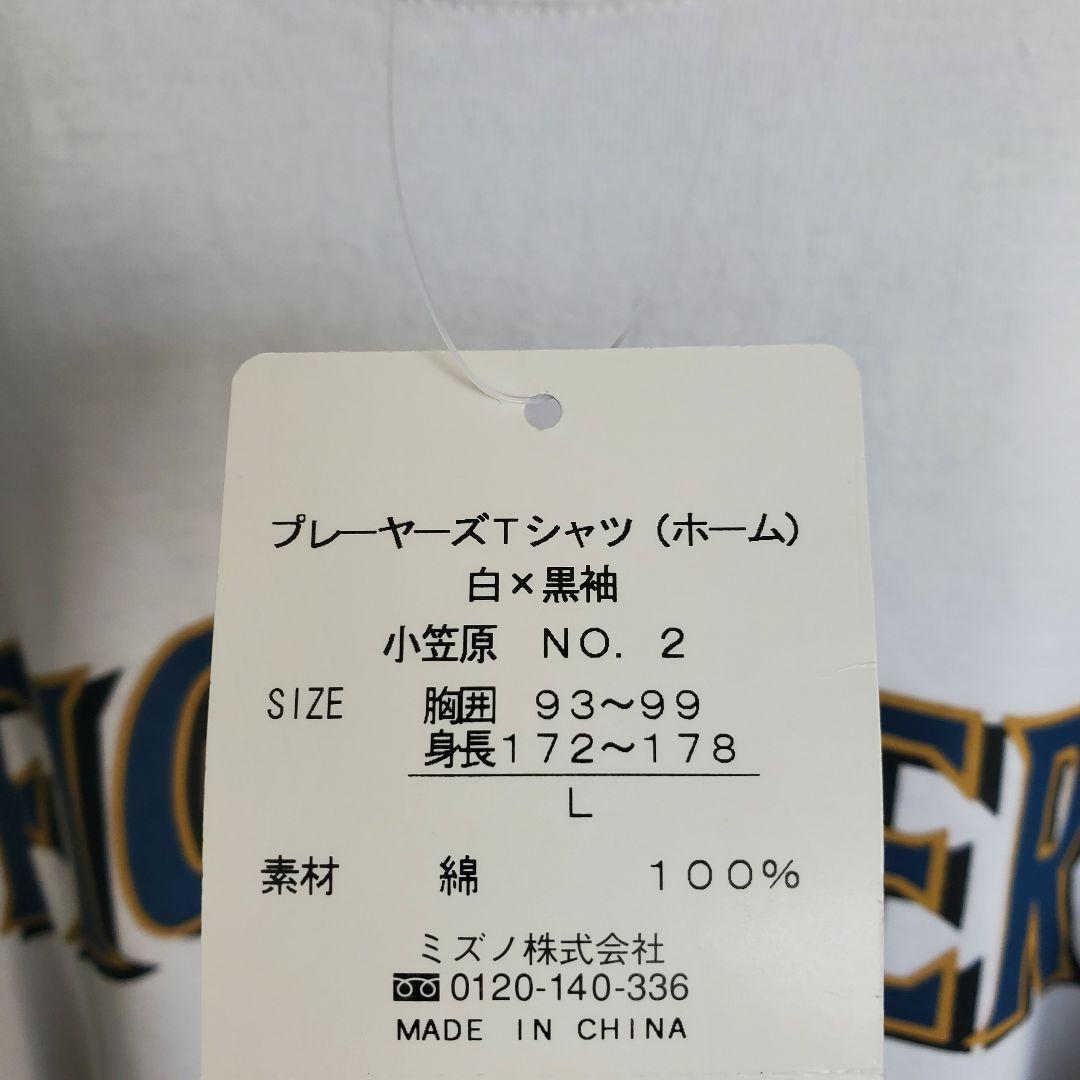 プレーヤーズTシャツ（ホーム）
白×黒袖
小笠原 NO. 2
SIZE 胸囲 93～99
身長172～178
L
素材 綿 100%
ミズノ株式会社
0120-140-336
MADE IN CHINA